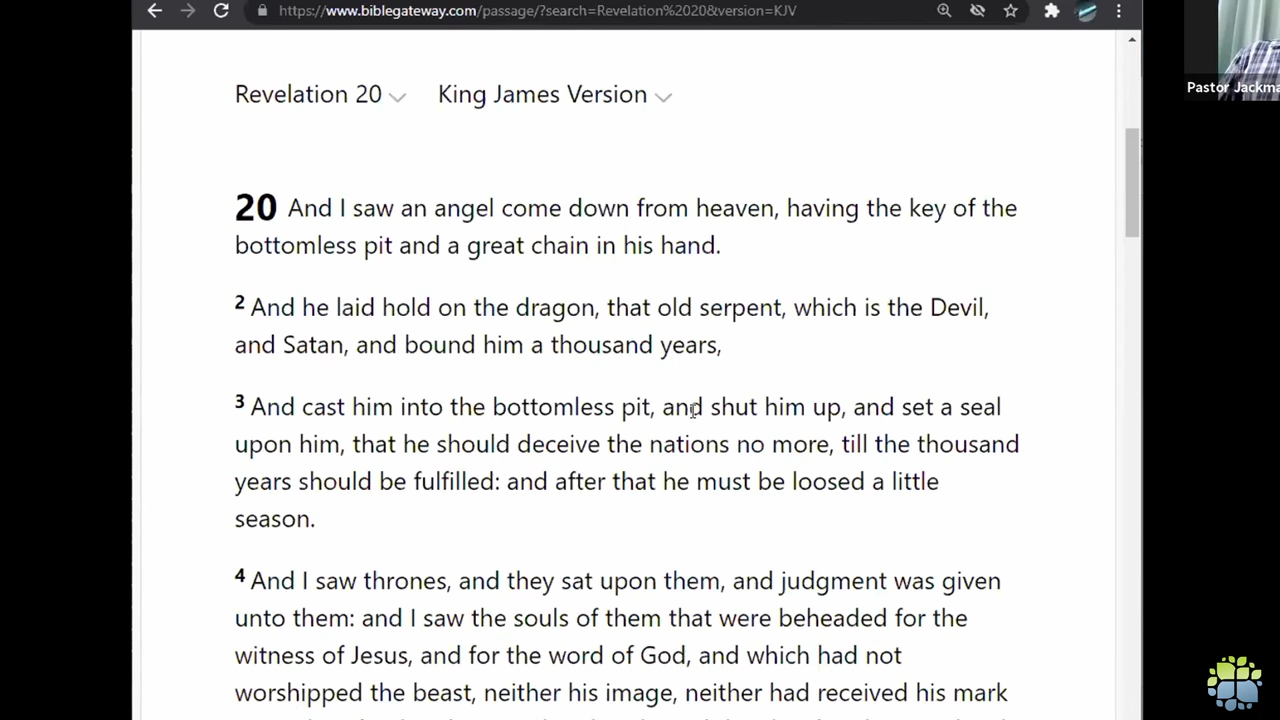 https://www.biblegateway.com/passage/?search=Revelation%2020&version=KJV
Pastor Jackma
Revelation 20 King James Version
20 And I saw an angel come down from heaven, having the key of the
bottomless pit and a great chain in his hand.
2 And he laid hold on the dragon, that old serpent, which is the Devil,
and Satan, and bound him a thousand years,
3 And cast him into the bottomless pit, and shut him up, and set a seal
upon him, that he should deceive the nations no more, till the thousand
years should be fulfilled: and after that he must be loosed a little
season.
4 And I saw thrones, and they sat upon them, and judgment was given
unto them: and I saw the souls of them that were beheaded for the
witness of Jesus, and for the word of God, and which had not
worshipped the beast, neither his image, neither had received his mark